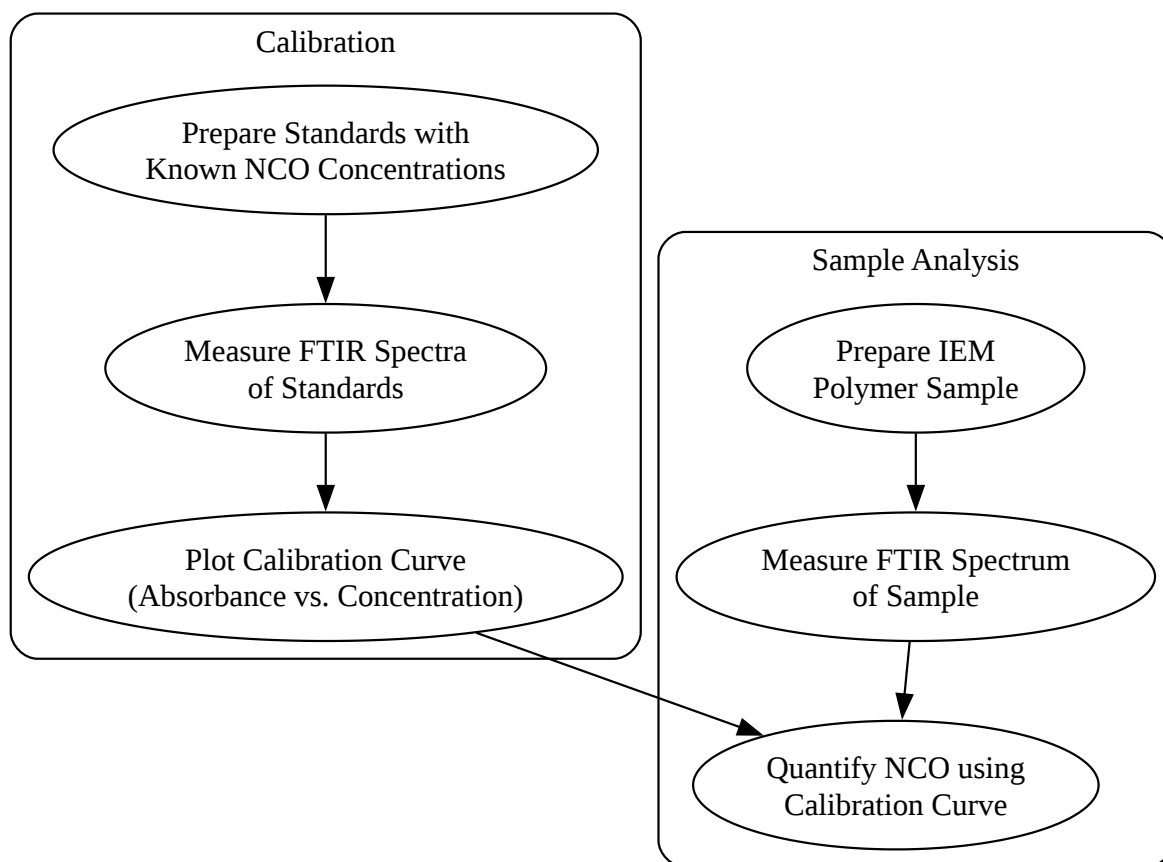 Calibration
Prepare Standards with
Known NCO Concentrations
Measure FTIR Spectra
of Standards
Plot Calibration Curve
(Absorbance vs. Concentration)
Sample Analysis
Prepare IEM
Polymer Sample
Measure FTIR Spectrum
of Sample
Quantify NCO using
Calibration Curve